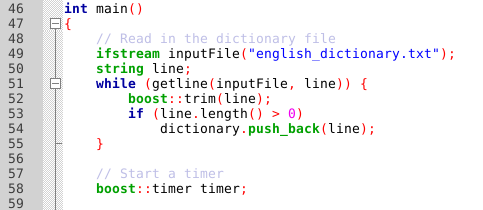 46 int main()
47 {
48     // Read in the dictionary file
49     ifstream inputFile("english_dictionary.txt");
50     string line;
51     while (getline(inputFile, line)) {
52         boost::trim(line);
53         if (line.length() > 0)
54             dictionary.push_back(line);
55     }
56
57     // Start a timer
58     boost::timer timer;
59